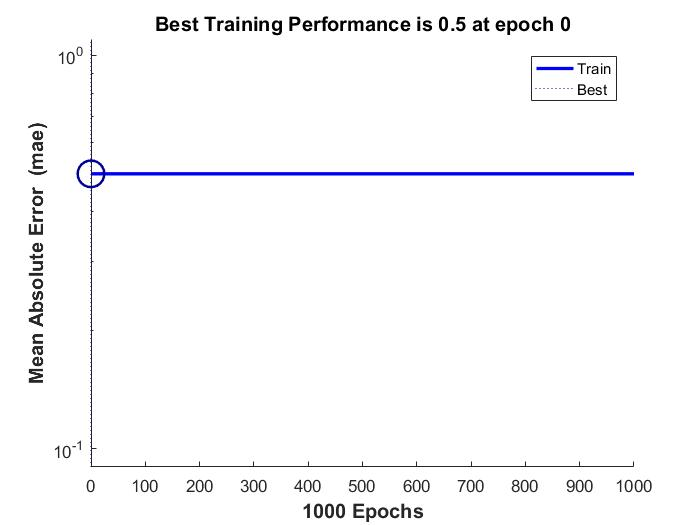 Best Training Performance is 0.5 at epoch 0
Train
Best
10^0
10^-1
Mean Absolute Error (mae)
0 100 200 300 400 500 600 700 800 900 1000
1000 Epochs